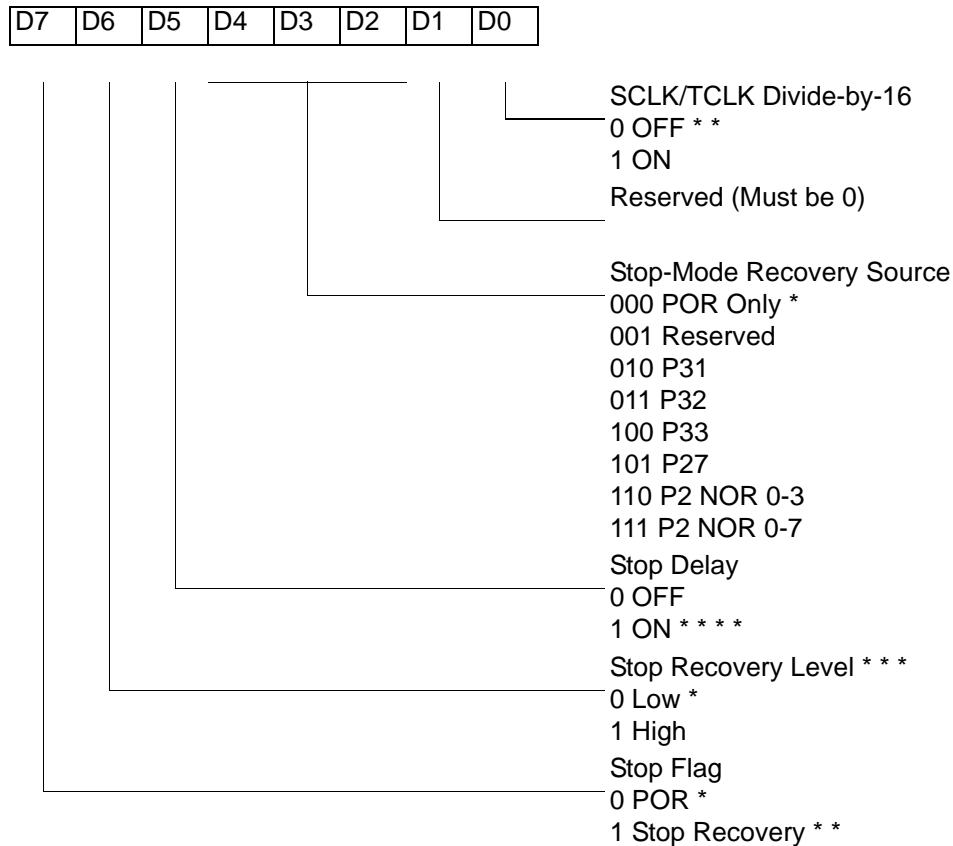 D7 D6 D5 D4 D3 D2 D1 D0
SCLK/TCLK Divide-by-16
0 OFF * *
1 ON
Reserved (Must be 0)
Stop-Mode Recovery Source
000 POR Only *
001 Reserved
010 P31
011 P32
100 P33
101 P27
110 P2 NOR 0-3
111 P2 NOR 0-7
Stop Delay
0 OFF
1 ON * * * *
Stop Recovery Level * * *
0 Low *
1 High
Stop Flag
0 POR *
1 Stop Recovery * *